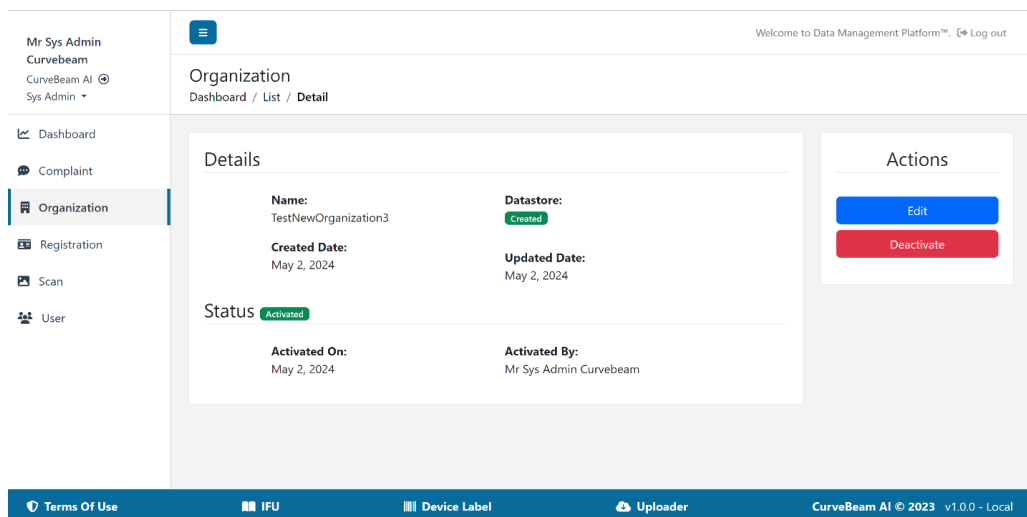 Mr Sys Admin
Curvebeam
CurveBeam AI
Sys Admin
Dashboard
Complaint
Organization
Registration
Scan
User
Welcome to Data Management Platform™. Log out
Organization
Dashboard / List / Detail
Details
Name:
TestNewOrganization3
Datastore:
Created
Created Date:
May 2, 2024
Updated Date:
May 2, 2024
Status Activated
Activated On:
May 2, 2024
Activated By:
Mr Sys Admin Curvebeam
Actions
Edit
Deactivate
Terms Of Use IFU Device Label Uploader CurveBeam AI © 2023 v1.0.0 - Local